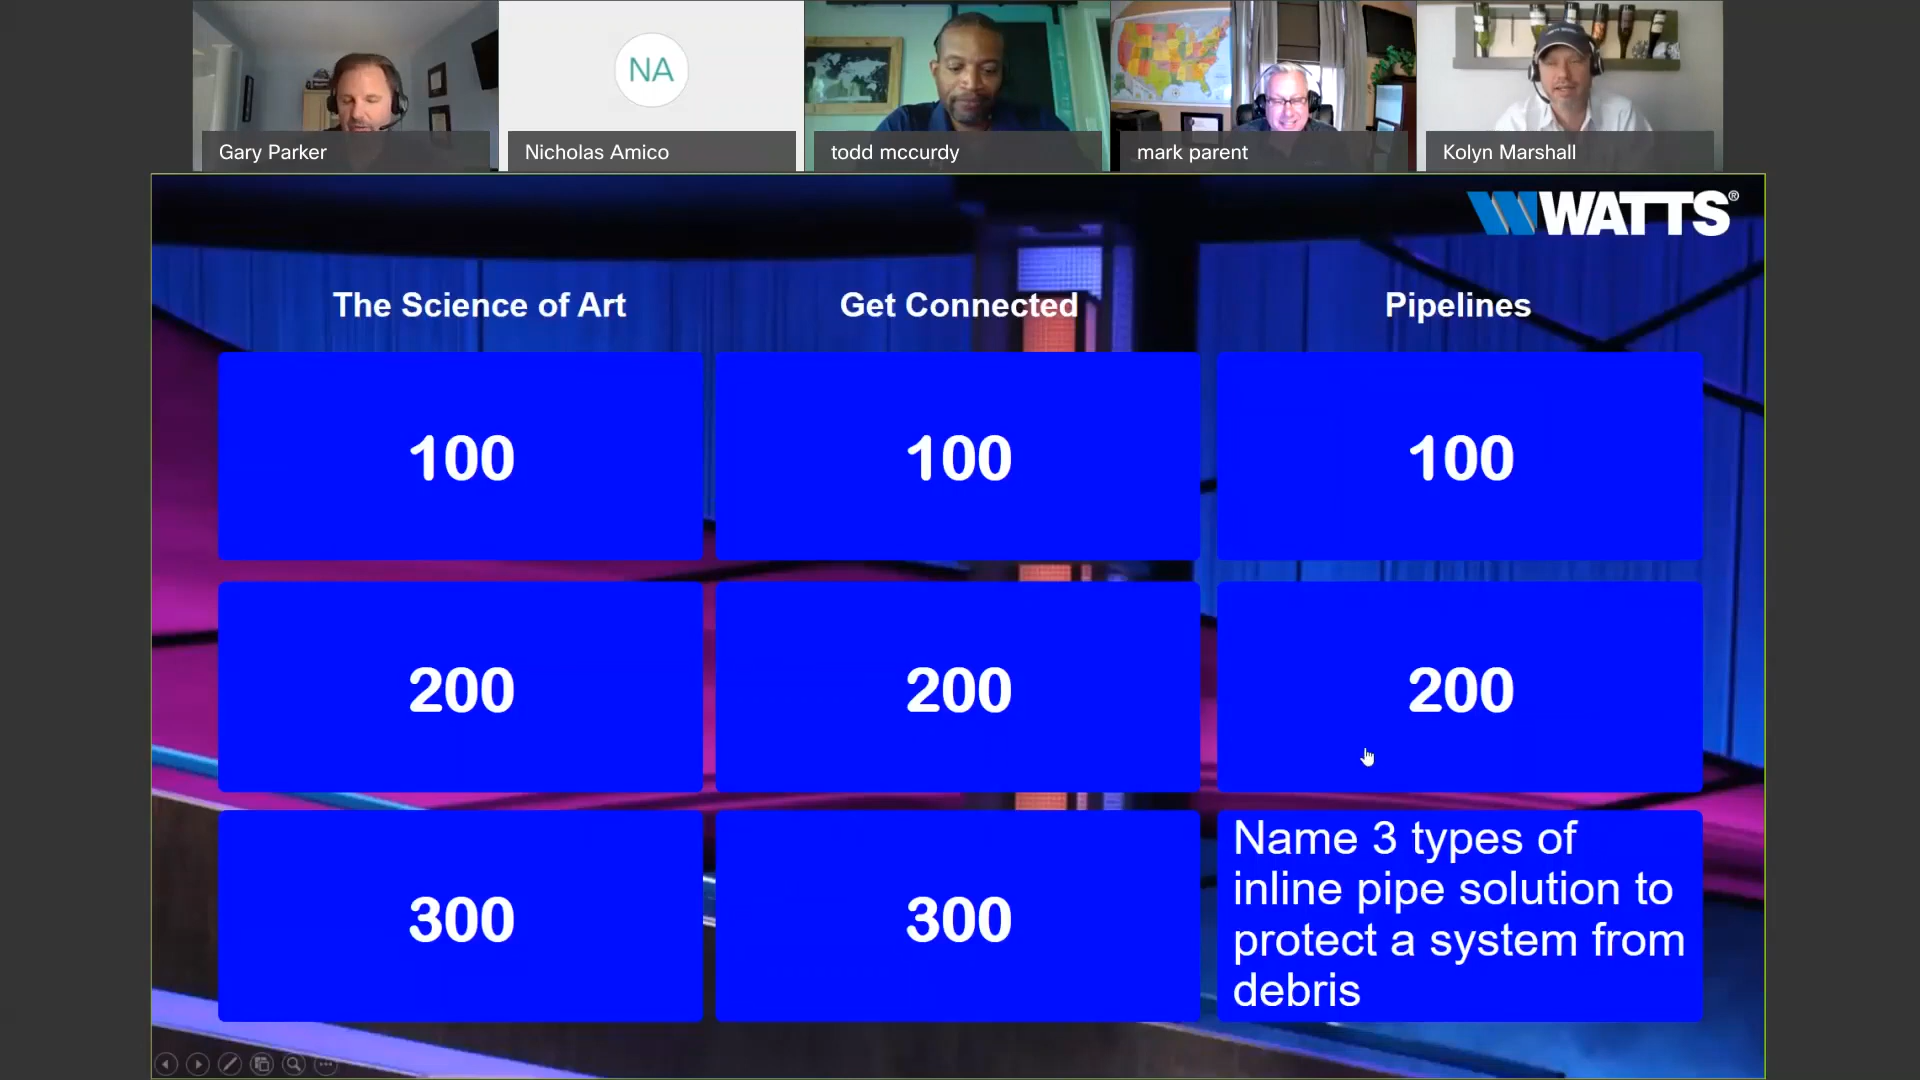 NA
Gary Parker
Nicholas Amico
todd mccurdy
mark parent
Kolyn Marshall
WATTS®
The Science of Art
Get Connected
Pipelines
100
100
100
200
200
200
300
300
Name 3 types of
inline pipe solution to
protect a system from
debris